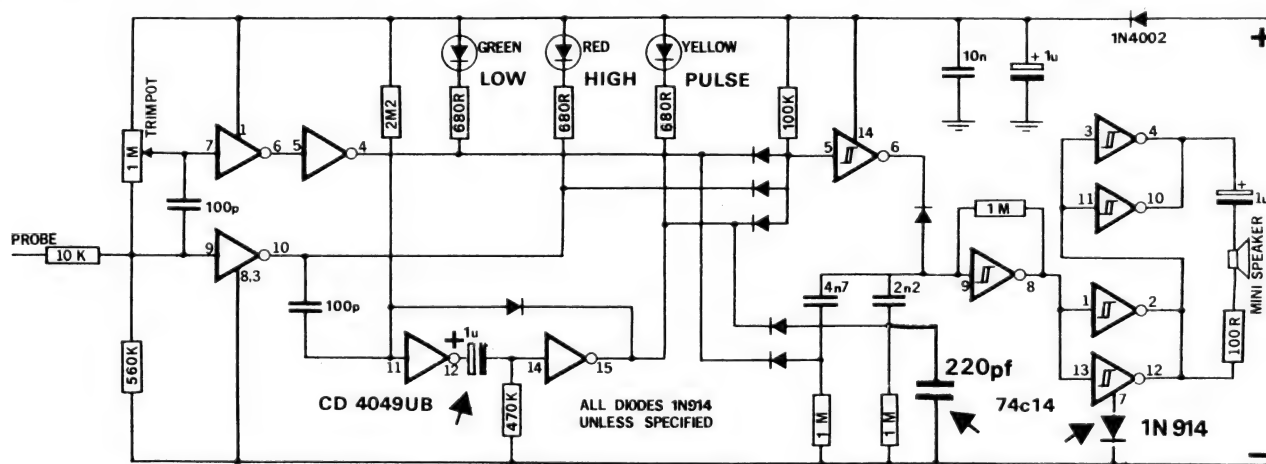 1N4002
+
GREEN
LOW
RED
HIGH
YELLOW
PULSE
10n
+
1u
TRIMPOT
1 M
2M2
680R
680R
680R
100K
7
1
6
5
4
5
14
6
3
4
11
10
+
1u
100p
1M
PROBE
10 K
9
10
8,3
100p
4n7
2n2
9
8
1
2
MINI SPEAKER
100R
560K
11
12
+
1u
14
15
13
12
7
CD 4049UB
470K
ALL DIODES 1N914
UNLESS SPECIFIED
1 M
1 M
220pf
74c14
1N 914
−